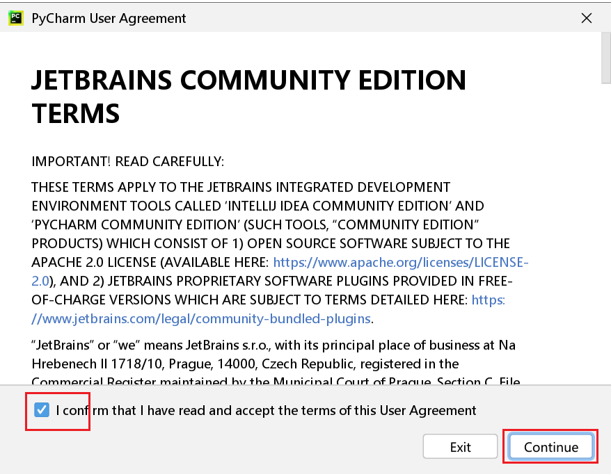 PyCharm User Agreement
JETBRAINS COMMUNITY EDITION
TERMS
IMPORTANT! READ CAREFULLY:
THESE TERMS APPLY TO THE JETBRAINS INTEGRATED DEVELOPMENT
ENVIRONMENT TOOLS CALLED 'INTELLIJ IDEA COMMUNITY EDITION' AND
'PYCHARM COMMUNITY EDITION' (SUCH TOOLS, "COMMUNITY EDITION"
PRODUCTS) WHICH CONSIST OF 1) OPEN SOURCE SOFTWARE SUBJECT TO THE
APACHE 2.0 LICENSE (AVAILABLE HERE: https://www.apache.org/licenses/LICENSE-
2.0), AND 2) JETBRAINS PROPRIETARY SOFTWARE PLUGINS PROVIDED IN FREE-
OF-CHARGE VERSIONS WHICH ARE SUBJECT TO TERMS DETAILED HERE: https:
//www.jetbrains.com/legal/community-bundled-plugins.
"JetBrains" or "we" means JetBrains s.r.o., with its principal place of business at Na
Hrebenech II 1718/10, Prague, 14000, Czech Republic, registered in the
Commercial Register maintained by the Municipal Court of Prague, Section C, File
I confirm that I have read and accept the terms of this User Agreement
Exit
Continue